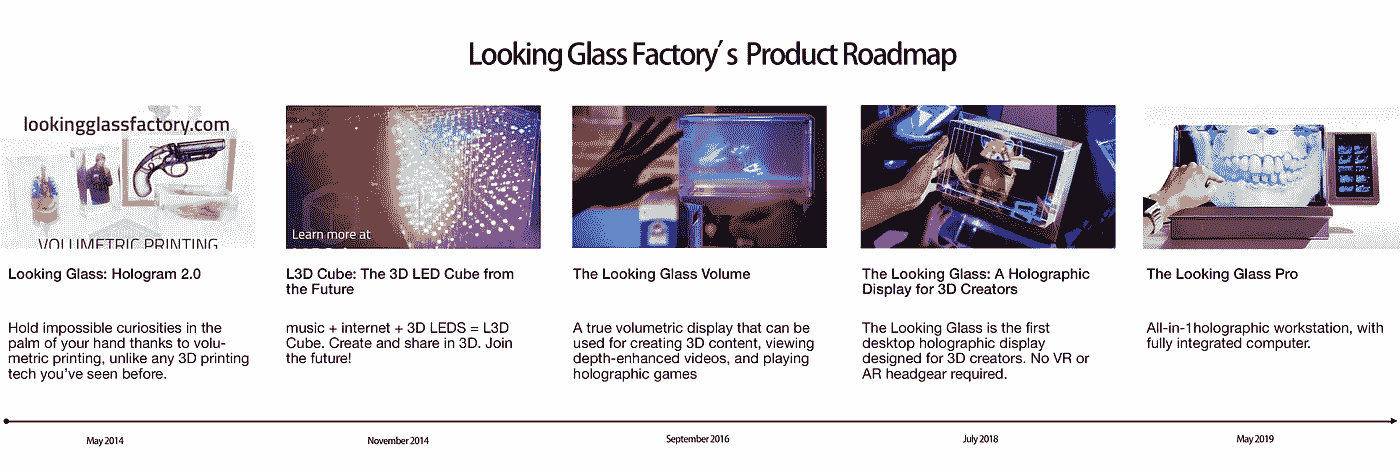 Looking Glass Factory´s Product Roadmap
lookingglassfactory.com
VOLUMETRIC PRINTING
Learn more at
Looking Glass: Hologram 2.0
Hold impossible curiosities in the
palm of your hand thanks to volu-
metric printing, unlike any 3D printing
tech you've seen before.
L3D Cube: The 3D LED Cube from
the Future
music + internet + 3D LEDS = L3D
Cube. Create and share in 3D. Join
the future!
The Looking Glass Volume
A true volumetric display that can be
used for creating 3D content, viewing
depth-enhanced videos, and playing
holographic games
The Looking Glass: A Holographic
Display for 3D Creators
The Looking Glass is the first
desktop holographic display
designed for 3D creators. No VR or
AR headgear required.
The Looking Glass Pro
All-in-1holographic workstation, with
fully integrated computer.
May 2014
November 2014
September 2016
July 2018
May 2019